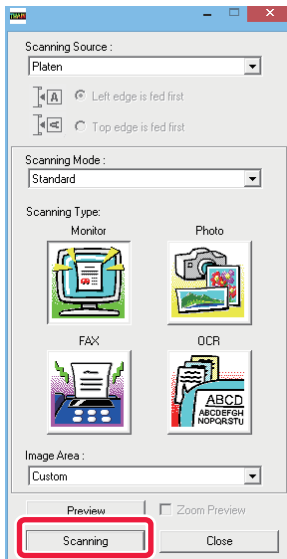 TWAIN
Scanning Source :
Platen
A Left edge is fed first
A Top edge is fed first
Scanning Mode :
Standard
Scanning Type:
Monitor Photo
FAX OCR
ABCD
ABCDEFGH
NOPQRSTU
Image Area :
Custom
Preview Zoom Preview
Scanning Close